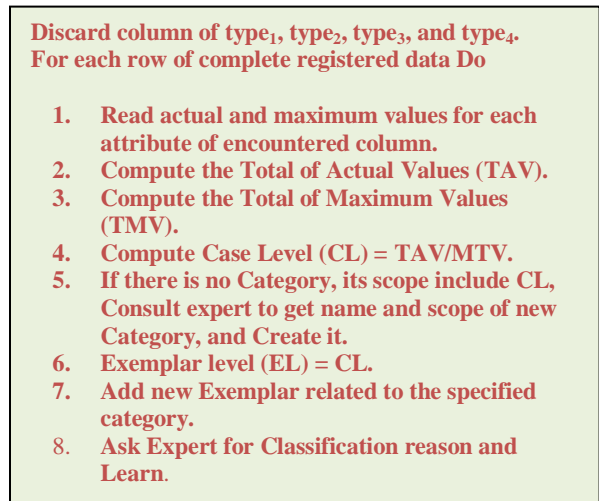 Discard column of type₁, type₂, type₃, and type₄.
For each row of complete registered data Do
1. Read actual and maximum values for each
attribute of encountered column.
2. Compute the Total of Actual Values (TAV).
3. Compute the Total of Maximum Values
(TMV).
4. Compute Case Level (CL) = TAV/MTV.
5. If there is no Category, its scope include CL,
Consult expert to get name and scope of new
Category, and Create it.
6. Exemplar level (EL) = CL.
7. Add new Exemplar related to the specified
category.
8. Ask Expert for Classification reason and
Learn.